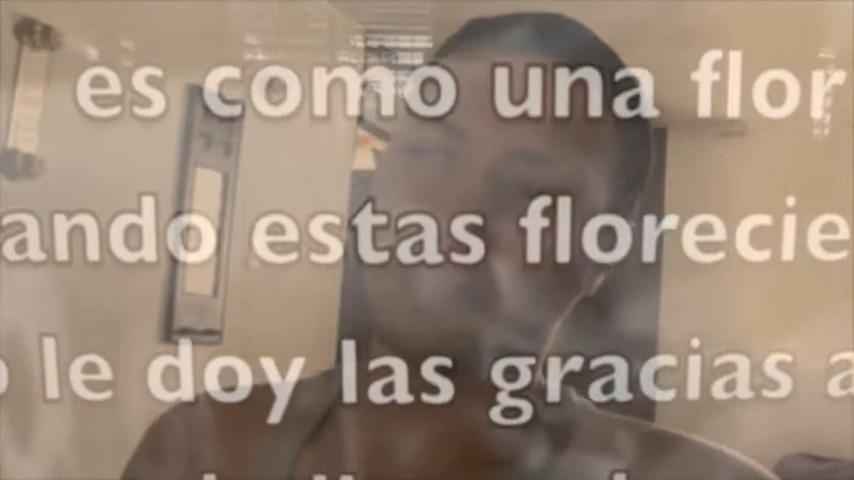 es como una flor
ando estas florecie
le doy las gracias a